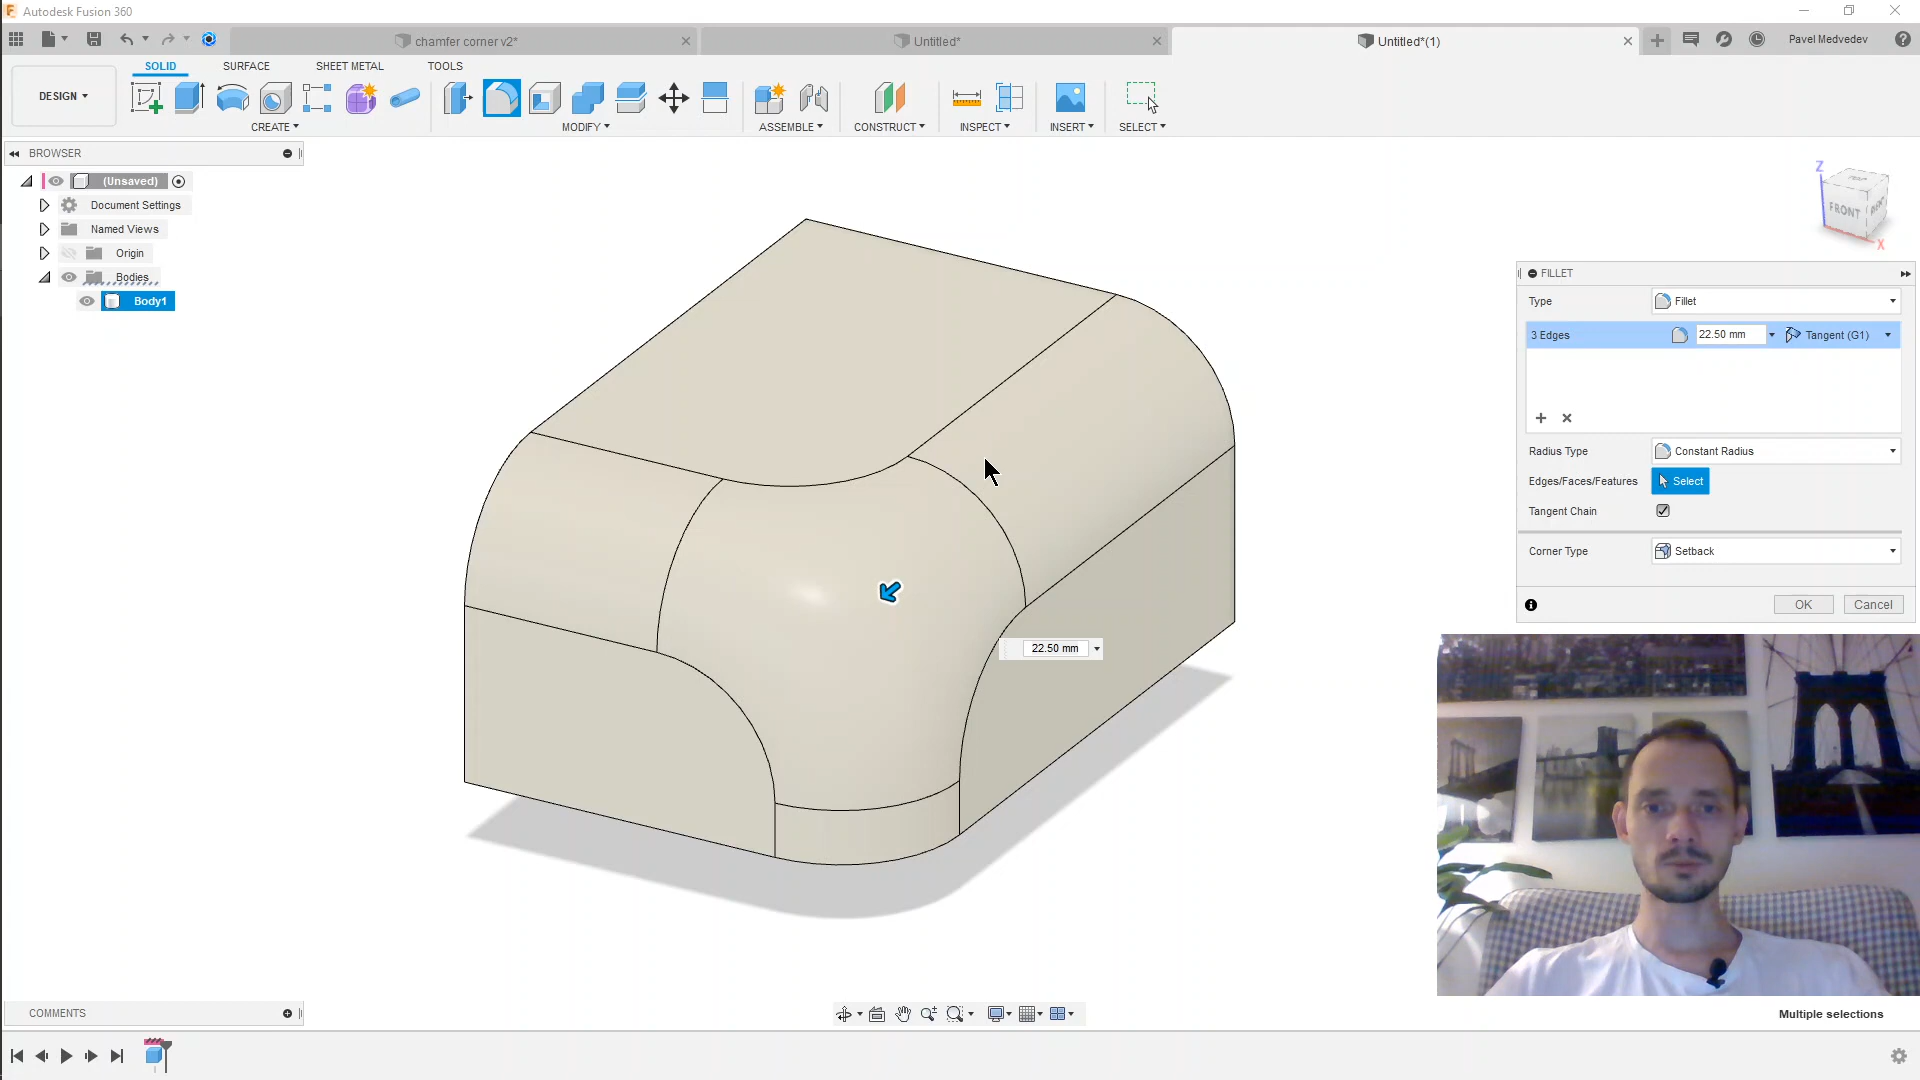 Autodesk Fusion 360
chamfer corner v2*
Untitled*
Untitled*(1)
Pavel Medvedev
DESIGN
SOLID
SURFACE
SHEET METAL
TOOLS
CREATE
MODIFY
ASSEMBLE
CONSTRUCT
INSPECT
INSERT
SELECT
BROWSER
(Unsaved)
Document Settings
Named Views
Origin
Bodies
Body1
Z
FRONT
X
FILLET
Type
Fillet
3 Edges
22.50 mm
Tangent (G1)
Radius Type
Constant Radius
Edges/Faces/Features
Select
Tangent Chain
Corner Type
Setback
OK
Cancel
22.50 mm
COMMENTS
Multiple selections